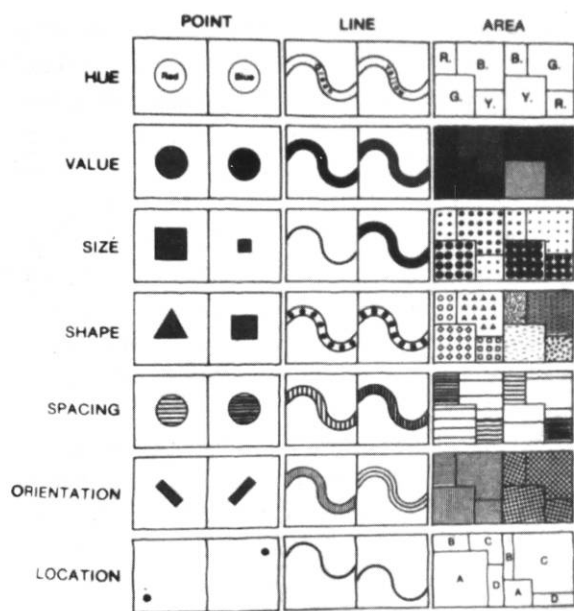 POINT LINE AREA
HUE Red Blue R. B. B. G.
G. Y. Y. R.
VALUE
SIZE
SHAPE
SPACING
ORIENTATION
LOCATION B C B C
A D A D